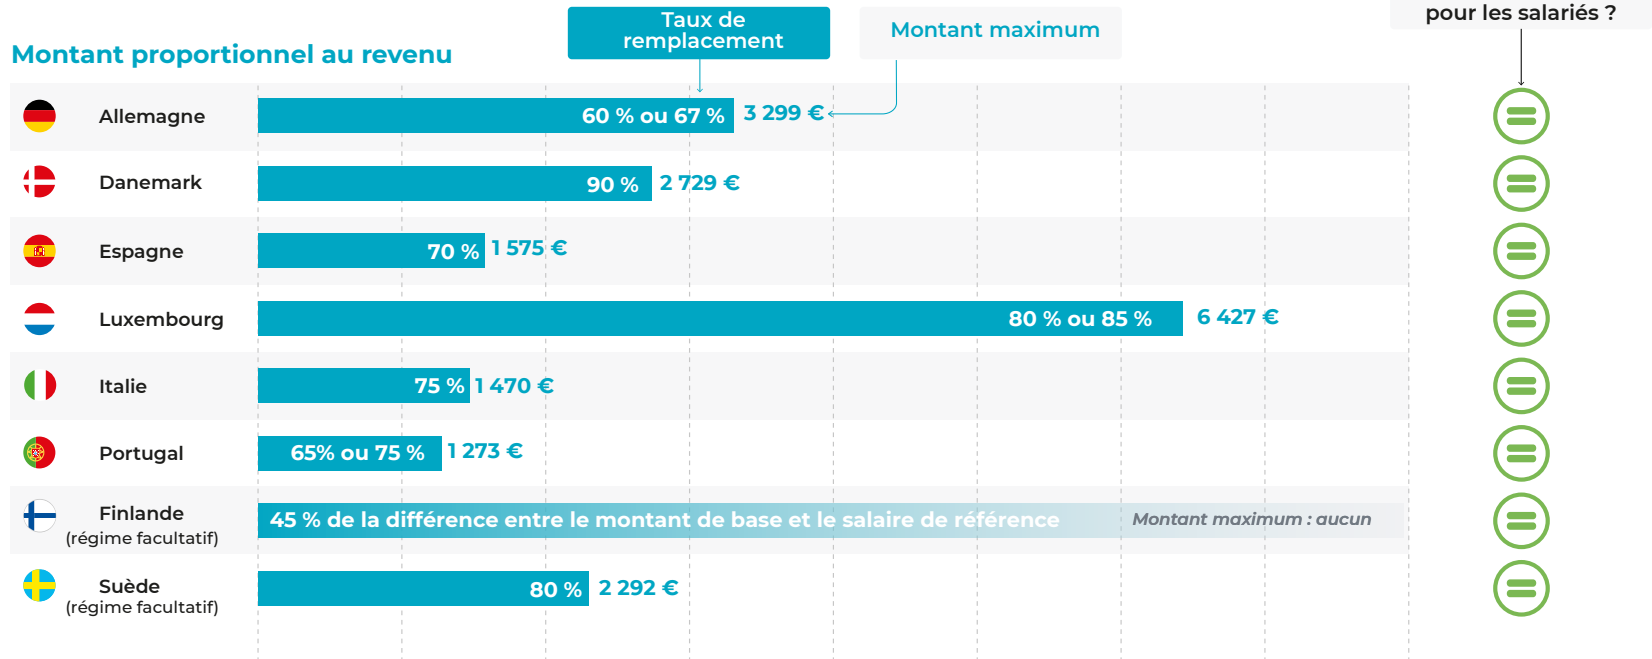 Taux de
remplacement
Montant maximum
pour les salariés ?
Montant proportionnel au revenu
Allemagne
60 % ou 67 %
3 299 €
Danemark
90 %
2 729 €
Espagne
70 %
1 575 €
Luxembourg
80 % ou 85 %
6 427 €
Italie
75 %
1 470 €
Portugal
65% ou 75 %
1 273 €
Finlande
(régime facultatif)
45 % de la différence entre le montant de base et le salaire de référence
Montant maximum : aucun
Suède
(régime facultatif)
80 %
2 292 €